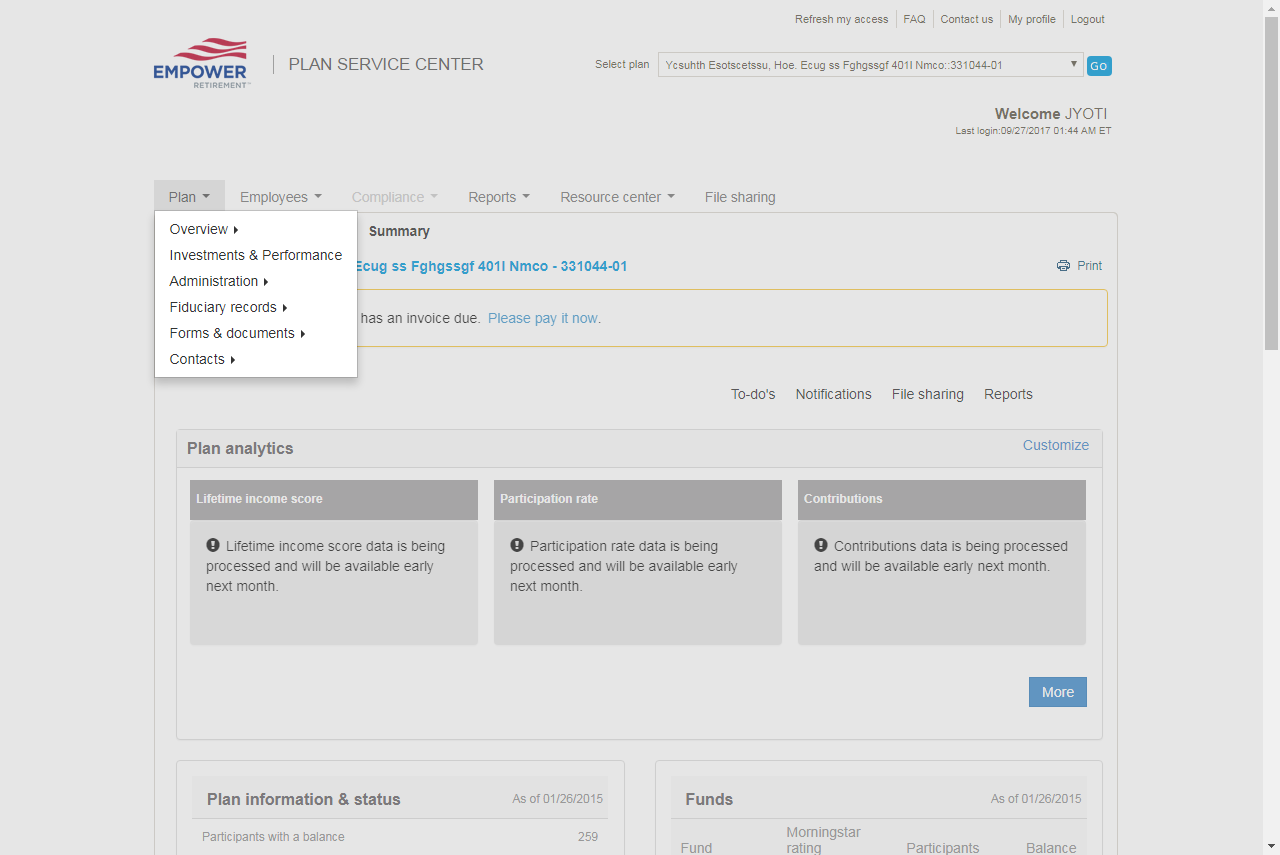 Refresh my access FAQ Contact us My profile Logout
EMPOWER
RETIREMENT™
PLAN SERVICE CENTER
Select plan Ycsuhth Esotscetssu, Hoe. Ecug ss Fghgssgf 401l Nmco::331044-01 Go
Welcome JYOTI
Last login:09/27/2017 01:44 AM ET
Plan Employees Compliance Reports Resource center File sharing
Overview
Investments & Performance
Administration
Fiduciary records
Forms & documents
Contacts
Summary
Ecug ss Fghgssgf 401l Nmco - 331044-01 Print
has an invoice due. Please pay it now.
To-do's Notifications File sharing Reports
Plan analytics Customize
Lifetime income score
Lifetime income score data is being
processed and will be available early
next month.
Participation rate
Participation rate data is being
processed and will be available early
next month.
Contributions
Contributions data is being processed
and will be available early next month.
More
Plan information & status As of 01/26/2015
Participants with a balance 259
Funds As of 01/26/2015
Fund Morningstar
rating Participants Balance